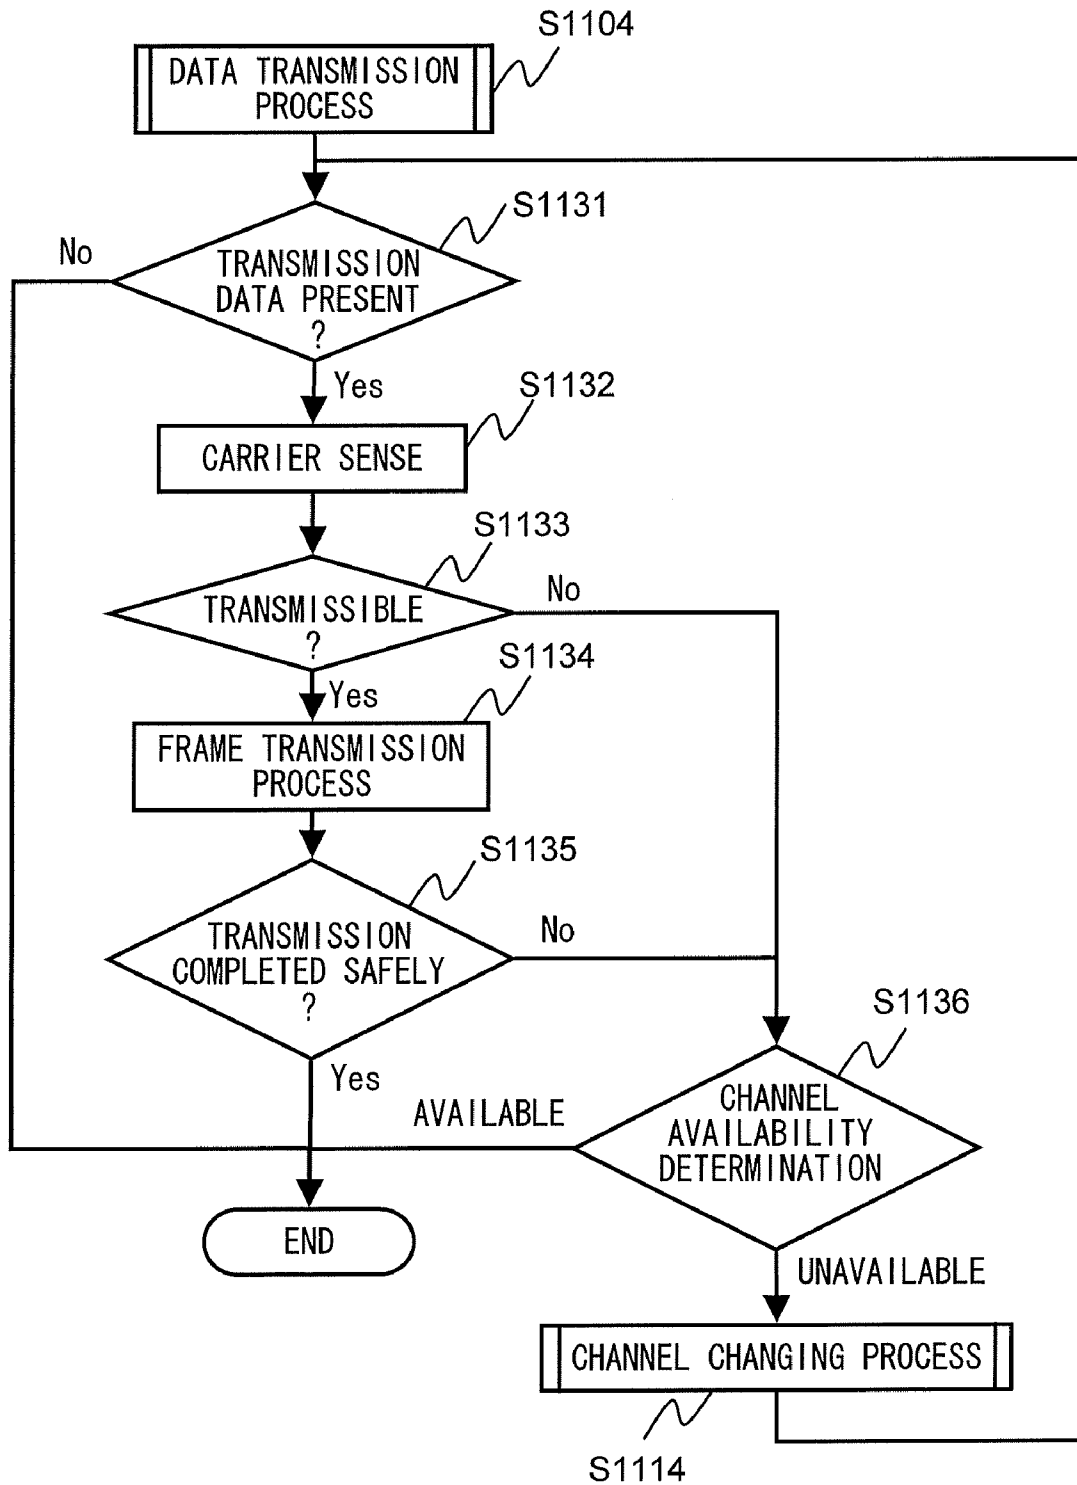 S1104
DATA TRANSMISSION
PROCESS
S1131
No
TRANSMISSION
DATA PRESENT
?
Yes
S1132
CARRIER SENSE
S1133
TRANSMISSIBLE
?
No
Yes
S1134
FRAME TRANSMISSION
PROCESS
S1135
TRANSMISSION
COMPLETED SAFELY
?
No
Yes
S1136
CHANNEL
AVAILABILITY
DETERMINATION
AVAILABLE
END
UNAVAILABLE
CHANNEL CHANGING PROCESS
S1114